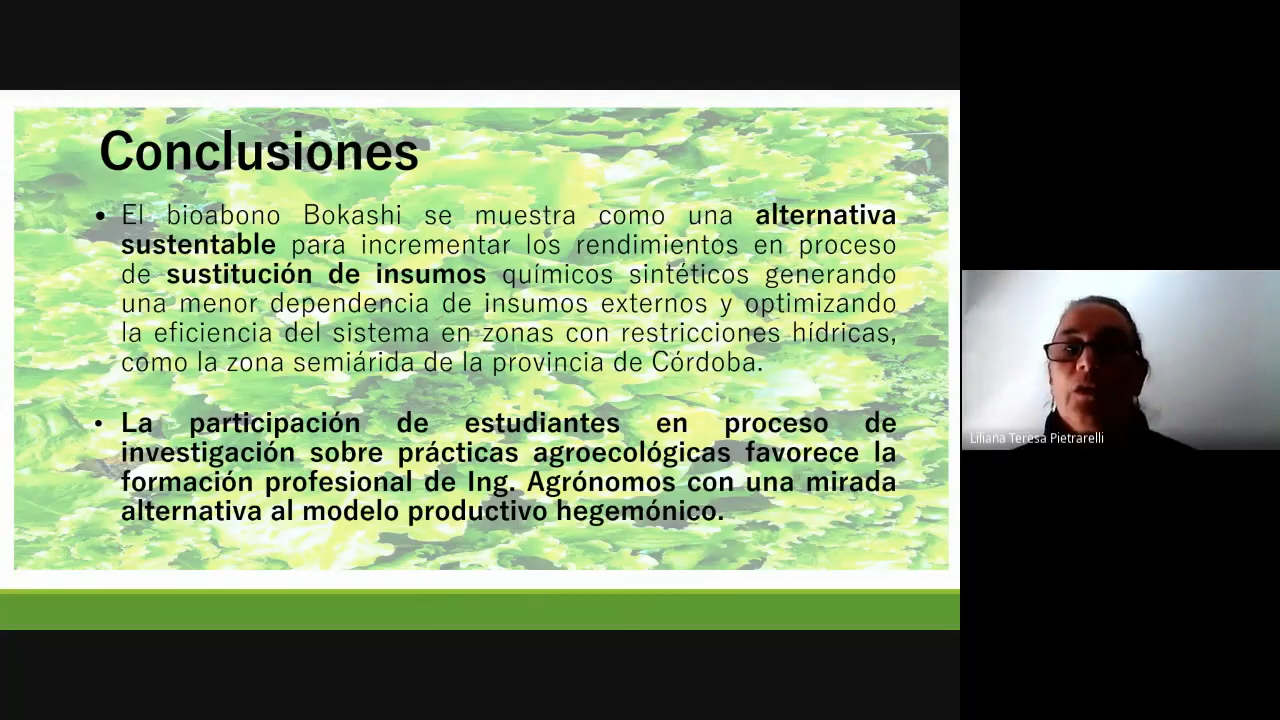 Conclusiones
• El bioabono Bokashi se muestra como una alternativa
sustentable para incrementar los rendimientos en proceso
de sustitución de insumos químicos sintéticos generando
una menor dependencia de insumos externos y optimizando
la eficiencia del sistema en zonas con restricciones hídricas,
como la zona semiárida de la provincia de Córdoba.
• La participación de estudiantes en proceso de
investigación sobre prácticas agroecológicas favorece la
formación profesional de Ing. Agrónomos con una mirada
alternativa al modelo productivo hegemónico.
Liliana Teresa Pietrarelli